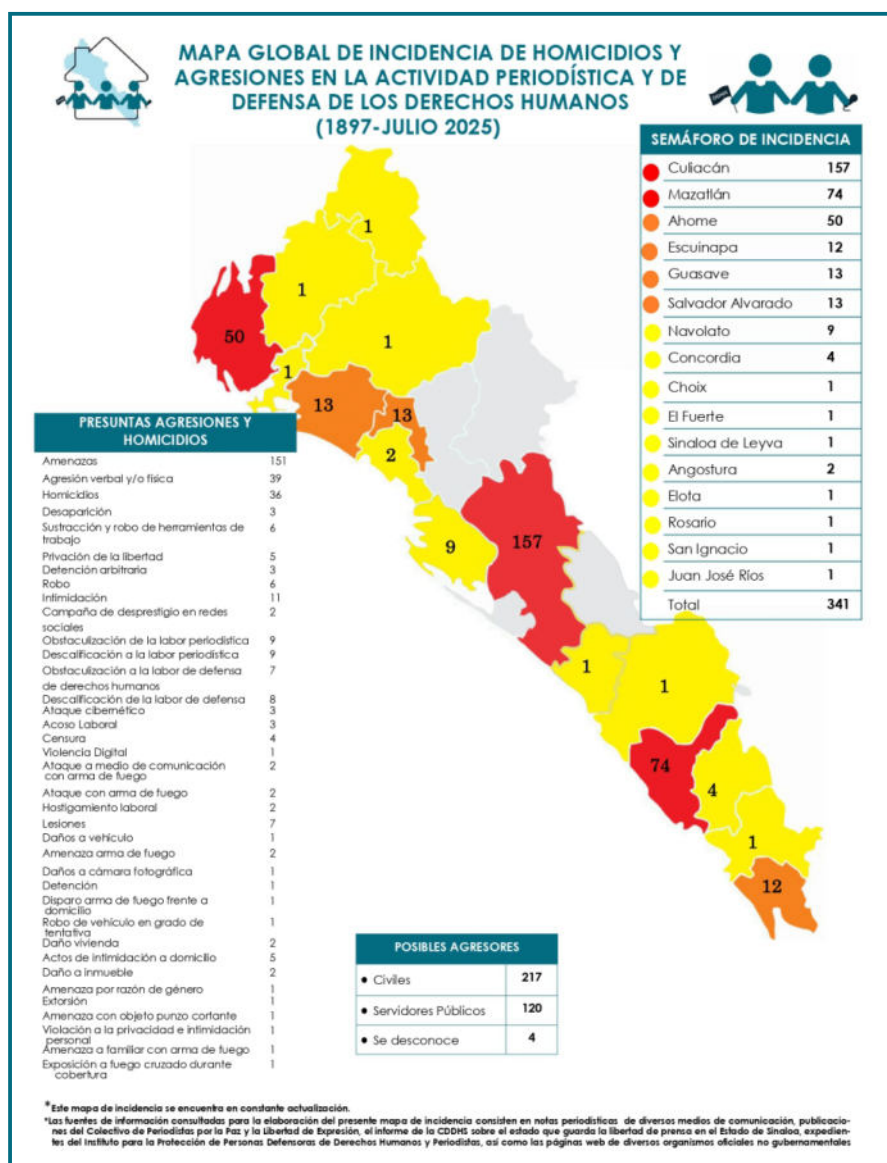 MAPA GLOBAL DE INCIDENCIA DE HOMICIDIOS Y
AGRESIONES EN LA ACTIVIDAD PERIODÍSTICA Y DE
DEFENSA DE LOS DERECHOS HUMANOS
(1897-JULIO 2025)
SEMÁFORO DE INCIDENCIA
Culiacán 157
Mazatlán 74
Ahome 50
Escuinapa 12
Guasave 13
Salvador Alvarado 13
Navolato 9
Concordia 4
Choix 1
El Fuerte 1
Sinaloa de Leyva 1
Angostura 2
Elota 1
Rosario 1
San Ignacio 1
Juan José Ríos 1
Total 341
1
1
50
1
1
13
13
2
9
157
1
1
74
4
1
12
PRESUNTAS AGRESIONES Y
HOMICIDIOS
Amenazas 151
Agresión verbal y/o física 39
Homicidios 36
Desaparición 3
Sustracción y robo de herramientas de 6
trabajo
Privación de la libertad 5
Detención arbitraria 3
Robo 6
Intimidación 11
Campaña de desprestigio en redes 2
sociales
Obstaculización de la labor periodística 9
Descalificación a la labor periodística 9
Obstaculización a la labor de defensa 7
de derechos humanos
Descalificación de la labor de defensa 8
Ataque cibernético 3
Acoso Laboral 3
Censura 4
Violencia Digital 1
Ataque a medio de comunicación 2
con arma de fuego
Ataque con arma de fuego 2
Hostigamiento laboral 2
Lesiones 7
Daños a vehículo 1
Amenaza arma de fuego 2
Daños a cámara fotográfica 1
Detención 1
Disparo arma de fuego frente a 1
domicilio
Robo de vehículo en grado de 1
tentativa
Daño vivienda 2
Actos de intimidación a domicilio 5
Daño a inmueble 2
Amenaza por razón de género 1
Extorsión 1
Amenaza con objeto punzo cortante 1
Violación a la privacidad e intimidación 1
personal
Amenaza a familiar con arma de fuego 1
Exposición a fuego cruzado durante 1
cobertura
POSIBLES AGRESORES
• Civiles 217
• Servidores Públicos 120
• Se desconoce 4
*Este mapa de incidencia se encuentra en constante actualización.
*Las fuentes de información consultadas para la elaboración del presente mapa de incidencia consisten en notas periodísticas de diversos medios de comunicación, publicacio-
nes del Colectivo de Periodistas por la Paz y la Libertad de Expresión, el informe de la CDDHS sobre el estado que guarda la libertad de prensa en el Estado de Sinaloa, expedien-
tes del Instituto para la Protección de Personas Defensoras de Derechos Humanos y Periodistas, así como las páginas web de diversos organismos oficiales no gubernamentales